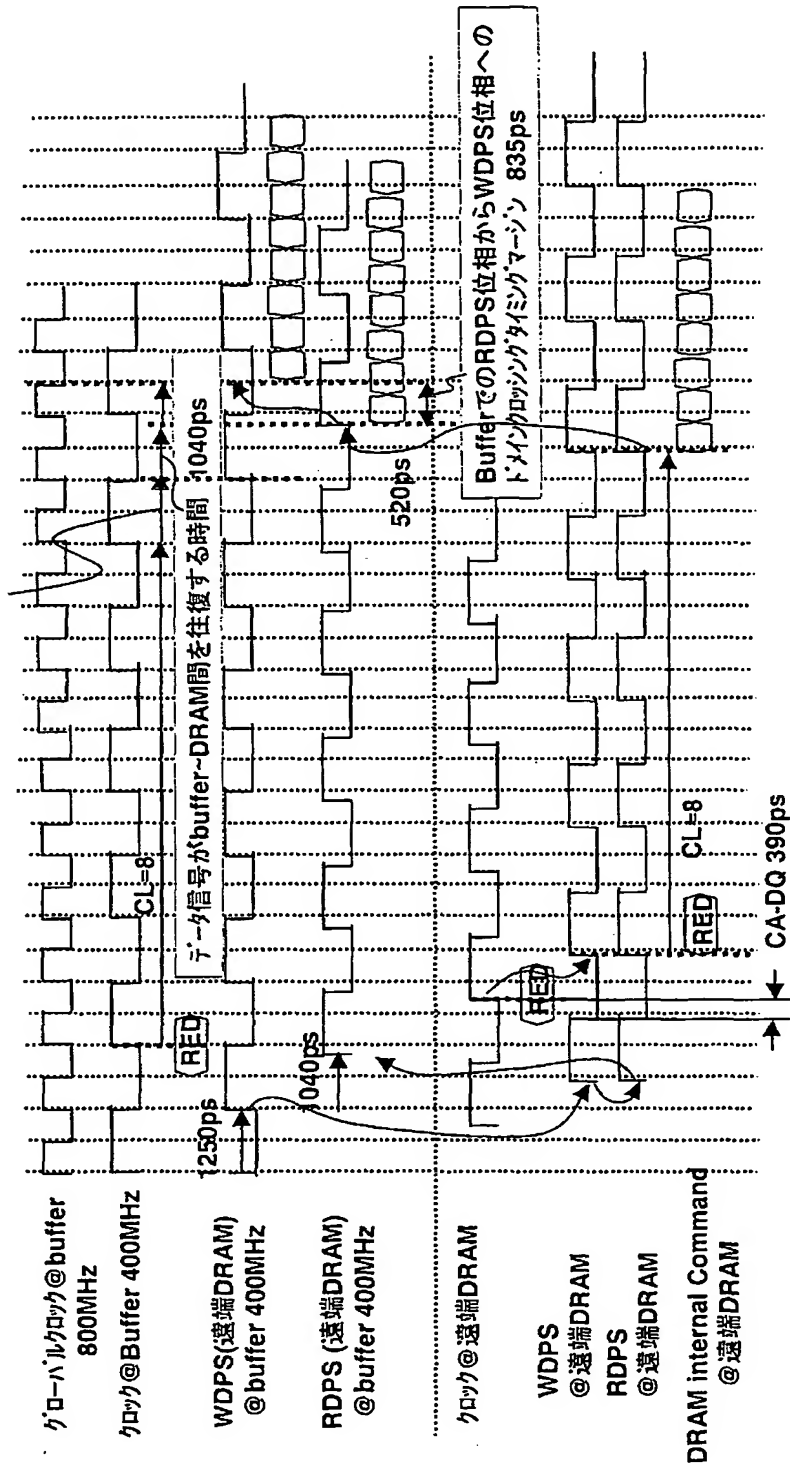 グローバルクロック@buffer
800MHz
クロック@Buffer 400MHz
WDPS(遠端DRAM)
@buffer 400MHz
RDPS (遠端DRAM)
@buffer 400MHz
クロック@遠端DRAM
WDPS
@遠端DRAM
RDPS
@遠端DRAM
DRAM internal Command
@遠端DRAM
CL=8
RED
データ信号がbuffer~DRAM間を往復する時間 1040ps
1250ps
1040ps
520ps
BufferでのRDPS位相からWDPS位相への
ドメインクロッシングタイミングマージン 835ps
RED
RED
CL=8
CA-DQ 390ps